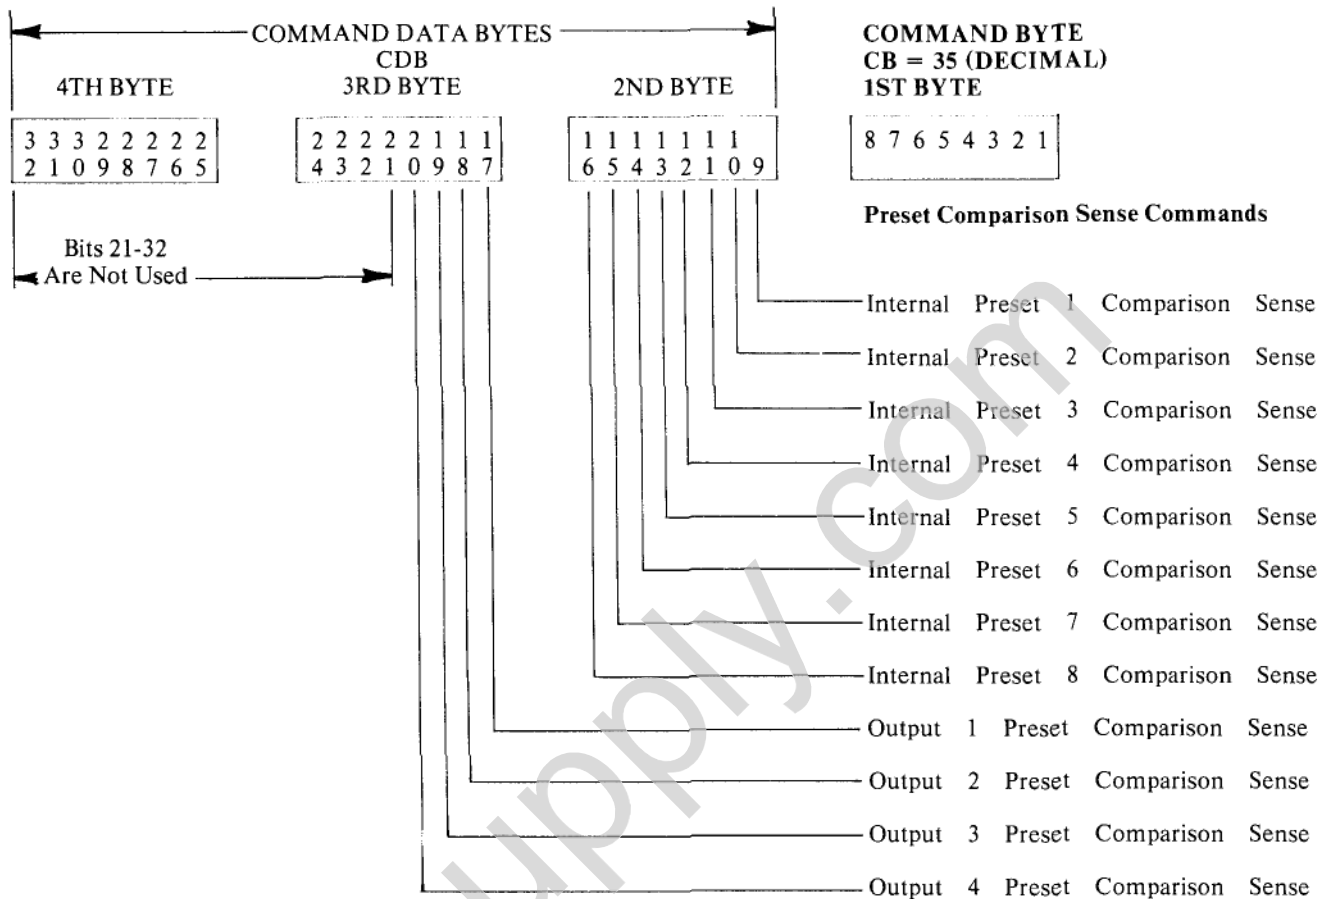 COMMAND DATA BYTES
CDB
4TH BYTE 3RD BYTE 2ND BYTE
COMMAND BYTE
CB = 35 (DECIMAL)
1ST BYTE
3 3 3 2 2 2 2 2
2 1 0 9 8 7 6 5
2 2 2 2 2 1 1 1
4 3 2 1 0 9 8 7
1 1 1 1 1 1 1
6 5 4 3 2 1 0 9
8 7 6 5 4 3 2 1
Preset Comparison Sense Commands
Bits 21-32
Are Not Used
Internal Preset 1 Comparison Sense
Internal Preset 2 Comparison Sense
Internal Preset 3 Comparison Sense
Internal Preset 4 Comparison Sense
Internal Preset 5 Comparison Sense
Internal Preset 6 Comparison Sense
Internal Preset 7 Comparison Sense
Internal Preset 8 Comparison Sense
Output 1 Preset Comparison Sense
Output 2 Preset Comparison Sense
Output 3 Preset Comparison Sense
Output 4 Preset Comparison Sense
upply.com